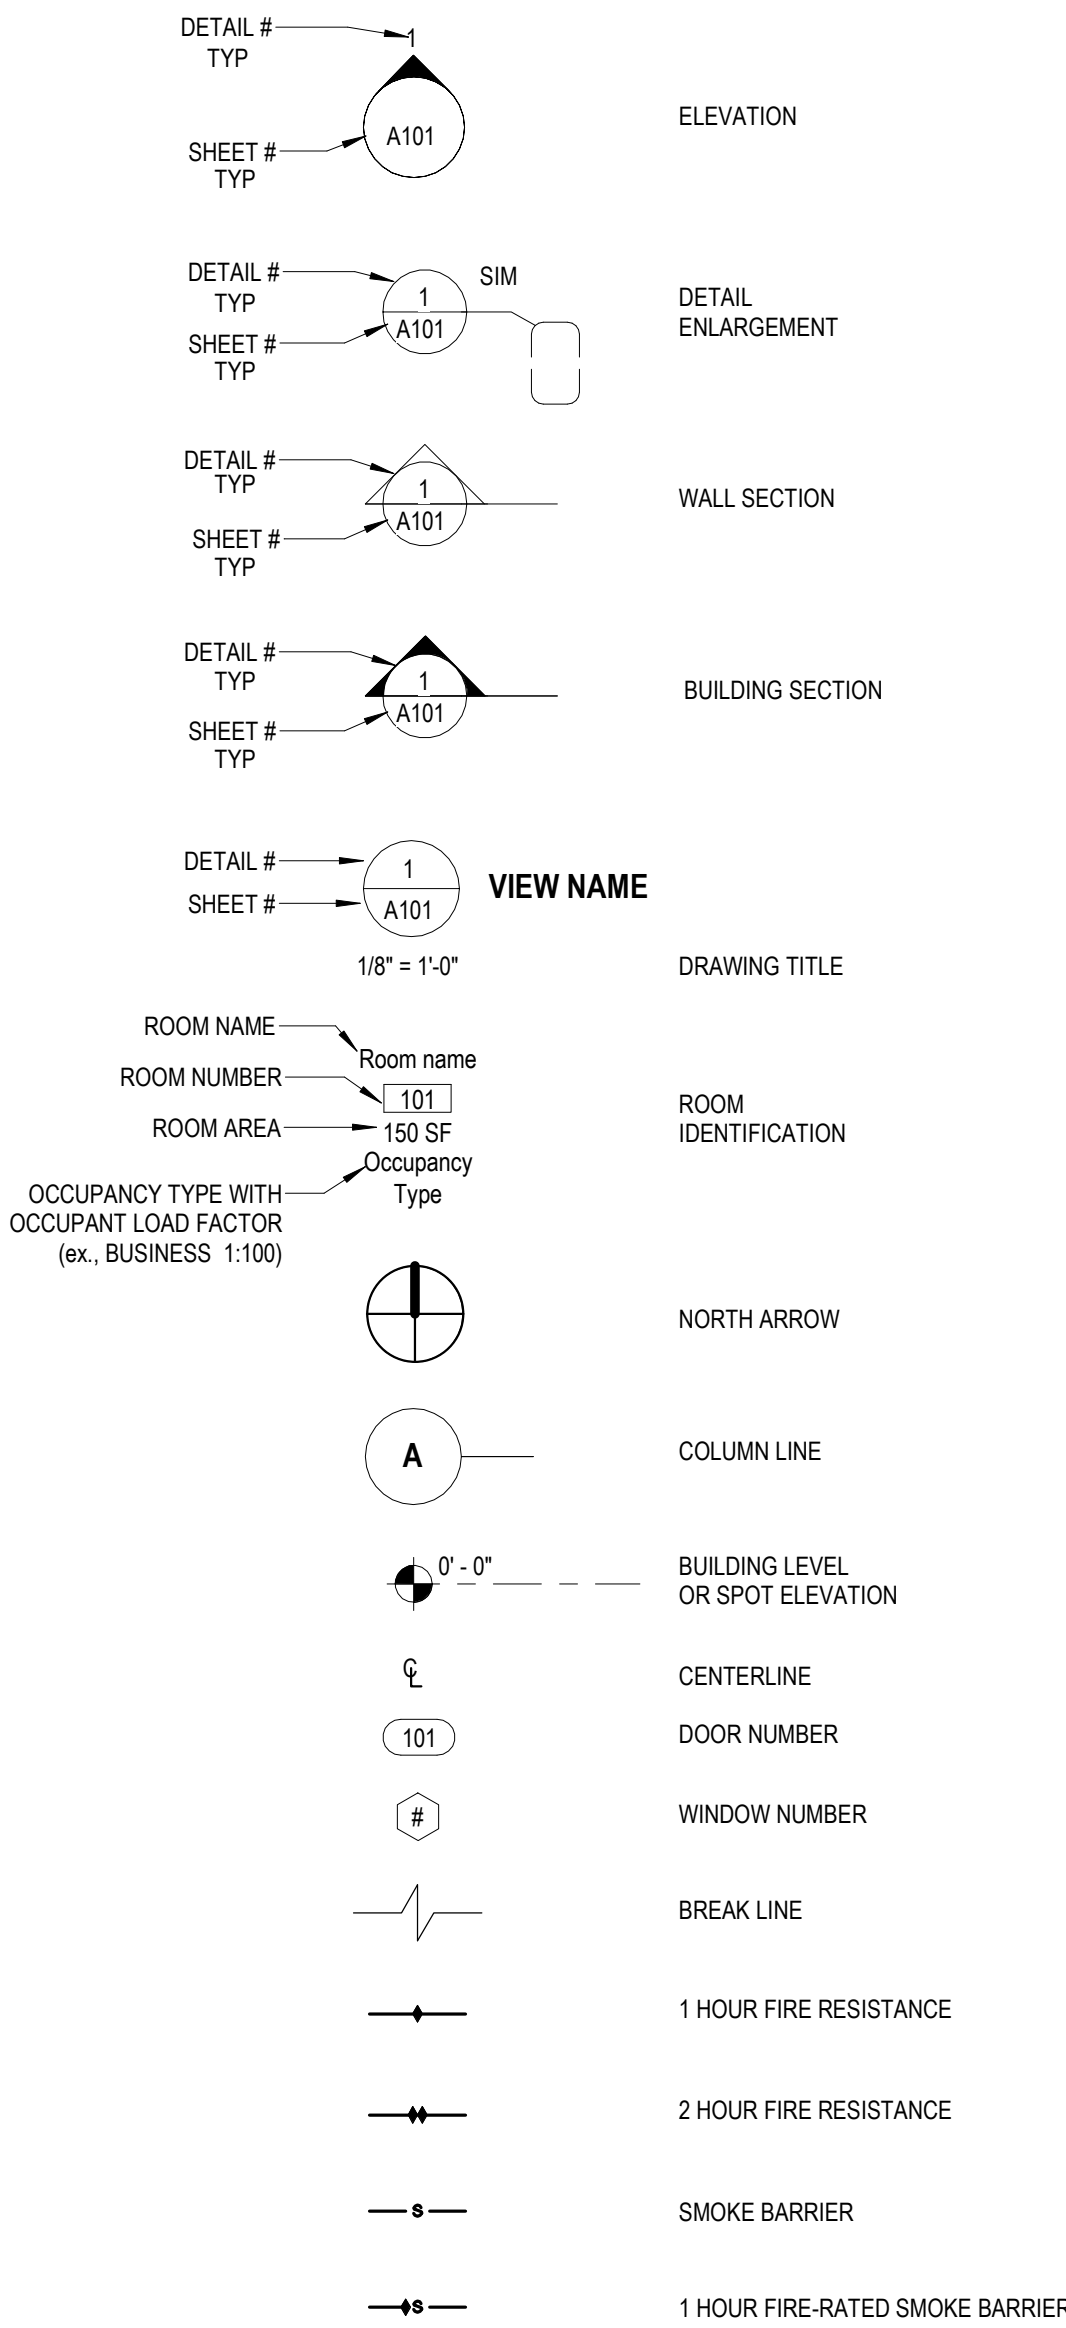 DETAIL #
TYP
1
A101
SHEET #
TYP
ELEVATION
DETAIL #
TYP
SHEET #
TYP
1
A101
SIM
DETAIL
ENLARGEMENT
DETAIL #
TYP
SHEET #
TYP
1
A101
WALL SECTION
DETAIL #
TYP
SHEET #
TYP
1
A101
BUILDING SECTION
DETAIL #
SHEET #
1
A101
VIEW NAME
1/8" = 1'-0"
DRAWING TITLE
ROOM NAME
ROOM NUMBER
ROOM AREA
OCCUPANCY TYPE WITH
OCCUPANT LOAD FACTOR
(ex., BUSINESS 1:100)
Room name
101
150 SF
Occupancy
Type
ROOM
IDENTIFICATION
NORTH ARROW
A
COLUMN LINE
0' - 0"
BUILDING LEVEL
OR SPOT ELEVATION
℄
CENTERLINE
101
DOOR NUMBER
#
WINDOW NUMBER
BREAK LINE
1 HOUR FIRE RESISTANCE
2 HOUR FIRE RESISTANCE
S
SMOKE BARRIER
S
1 HOUR FIRE-RATED SMOKE BARRIER